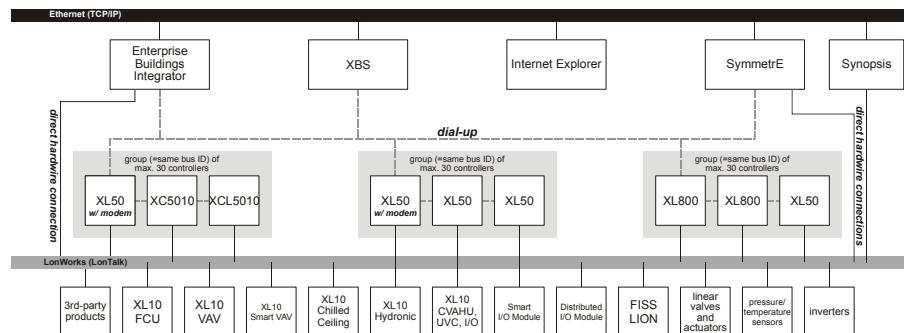 Ethernet (TCP/IP)
Enterprise
Buildings
Integrator
XBS
Internet Explorer
SymmetrE
Synopsis
direct hardwire connection
dial-up
direct hardwire connections
group (=same bus ID) of
max. 30 controllers
group (=same bus ID) of
max. 30 controllers
group (=same bus ID) of
max. 30 controllers
XL50
w/ modem
XC5010
XCL5010
XL50
w/ modem
XL50
XL50
XL800
XL800
XL50
LonWorks (LonTalk)
3rd-party
products
XL10
FCU
XL10
VAV
XL10
Smart VAV
XL10
Chilled
Ceiling
XL10
Hydronic
XL10
CVAHU,
UVC, I/O
Smart
I/O Module
Distributed
I/O Module
FISS
LION
linear
valves and
actuators
pressure/
temperature
sensors
inverters